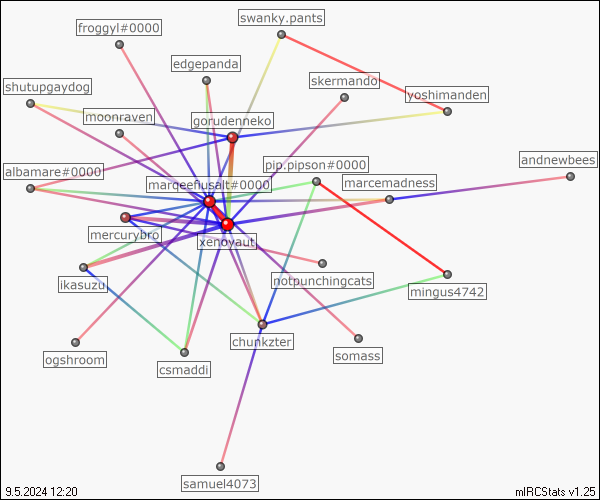 swanky.pants
froggyl#0000
edgepanda
skermando
shutupgaydog
yoshimanden
moonraven
gorudenneko
andnewbees
pip.pipson#0000
albamare#0000
marqeefiusalt#0000
marcemadness
mercurybro
xenoyaut
ikasuzu
notpunchingcats
mingus4742
chunkzter
ogshroom
somass
csmaddi
samuel4073
9.5.2024 12:20
mIRCStats v1.25